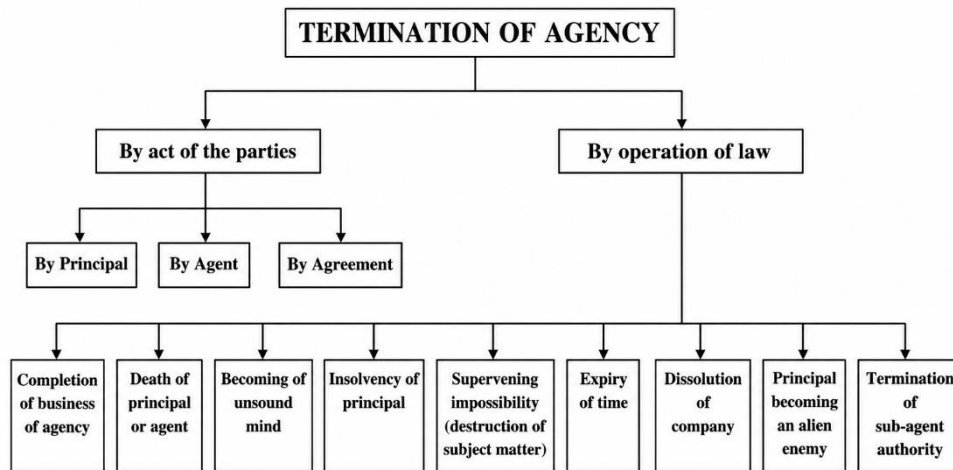 TERMINATION OF AGENCY
By act of the parties
By operation of law
By Principal
By Agent
By Agreement
Completion
of business
of agency
Death of
principal
or agent
Becoming of
unsound
mind
Insolvency of
principal
Supervening
impossibility
(destruction of
subject matter)
Expiry
of time
Dissolution
of
company
Principal
becoming
an alien
enemy
Termination
of
sub-agent
authority